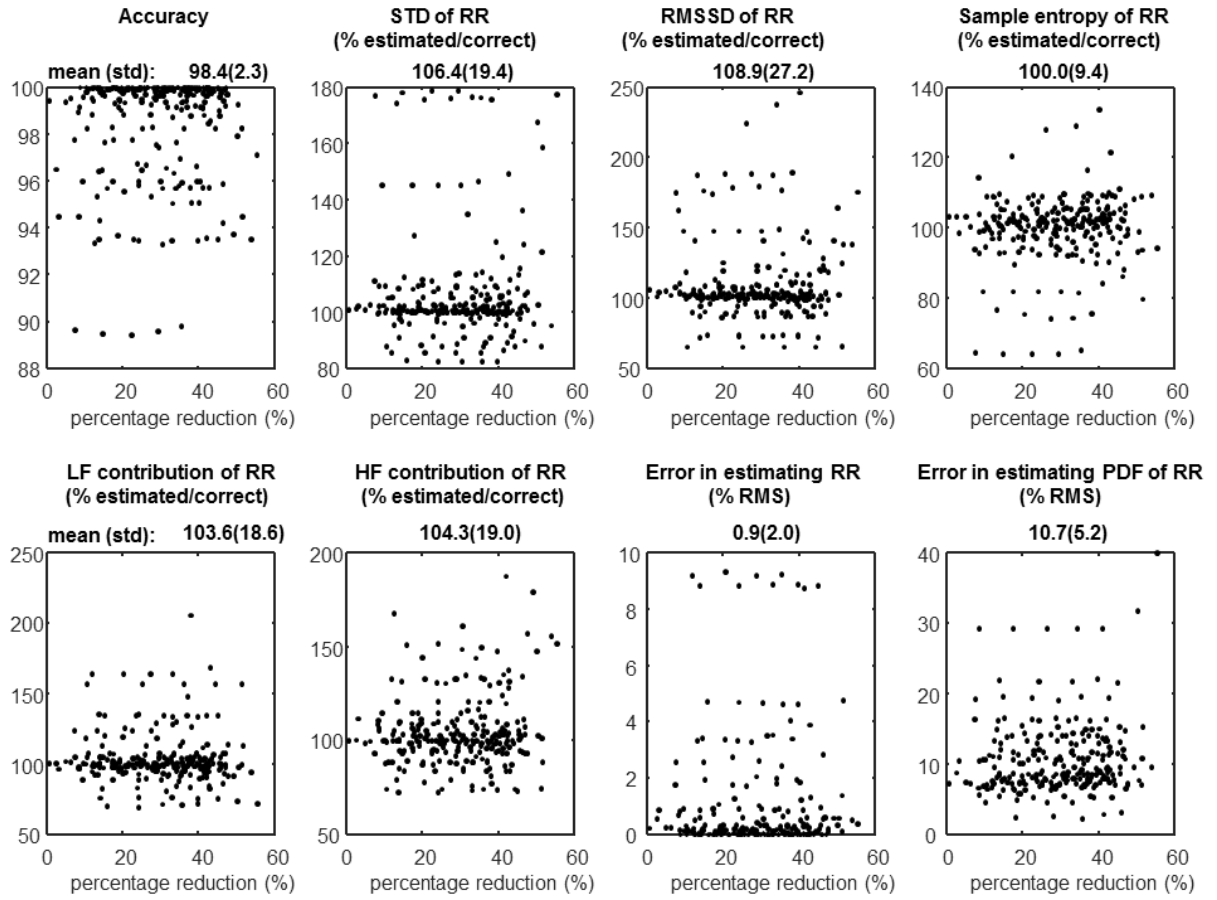 Accuracy
STD of RR
(% estimated/correct)
RMSSD of RR
(% estimated/correct)
Sample entropy of RR
(% estimated/correct)
mean (std): 98.4(2.3)
106.4(19.4)
108.9(27.2)
100.0(9.4)
100
98
96
94
92
90
88
0 20 40 60
percentage reduction (%)
180
160
140
120
100
80
0 20 40 60
percentage reduction (%)
250
200
150
100
50
0 20 40 60
percentage reduction (%)
140
120
100
80
60
0 20 40 60
percentage reduction (%)
LF contribution of RR
(% estimated/correct)
HF contribution of RR
(% estimated/correct)
Error in estimating RR
(% RMS)
Error in estimating PDF of RR
(% RMS)
mean (std): 103.6(18.6)
104.3(19.0)
0.9(2.0)
10.7(5.2)
250
200
150
100
50
0 20 40 60
percentage reduction (%)
200
150
100
50
0 20 40 60
percentage reduction (%)
10
8
6
4
2
0
0 20 40 60
percentage reduction (%)
40
30
20
10
0
0 20 40 60
percentage reduction (%)